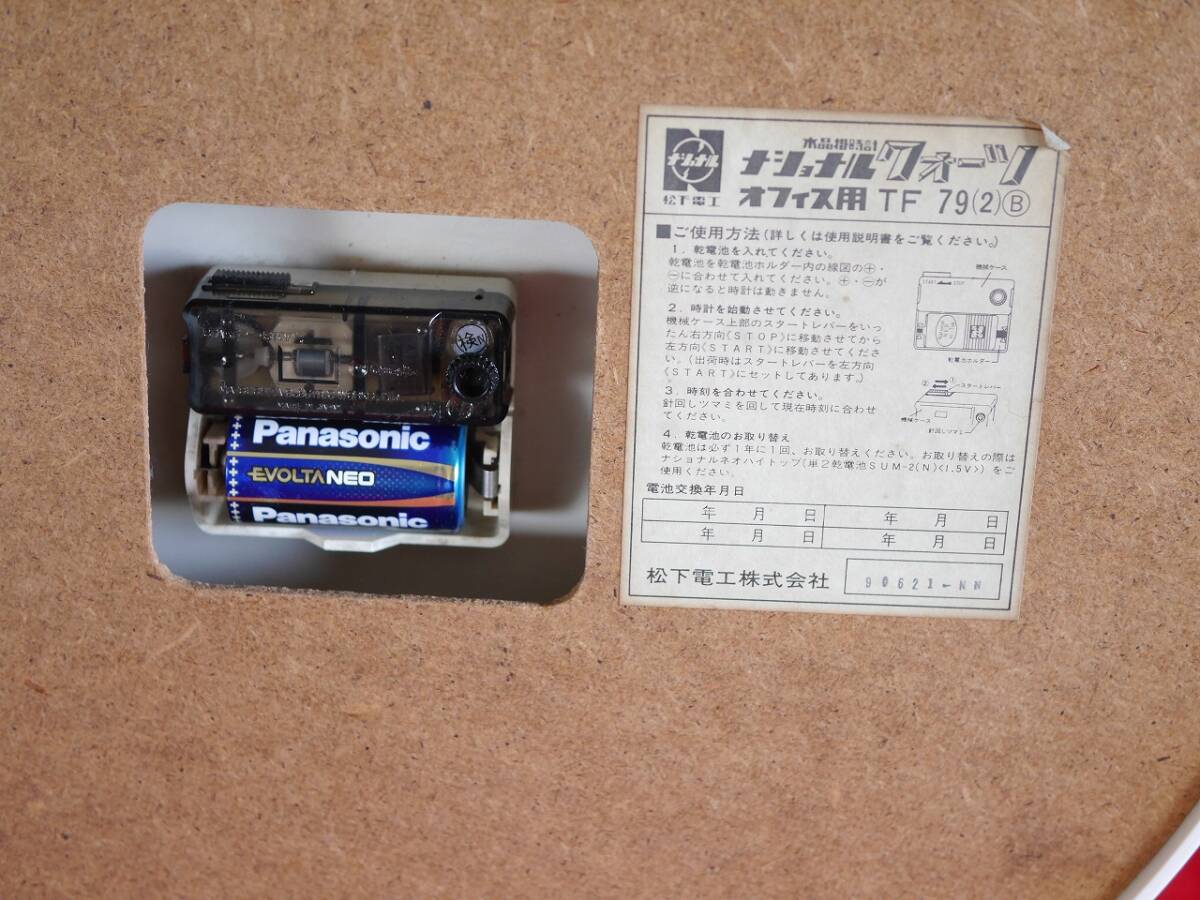 検
Panasonic
EVOLTA NEO
Panasonic
ナショナル
松下電工
水晶掛時計
ナショナルクォーツ
オフィス用 TF 79(2)Ⓑ
■ご使用方法(詳しくは使用説明書をご覧ください。)
1. 乾電池を入れてください。
乾電池を乾電池ホルダー内の線図の⊕・
⊖に合わせて入れてください。⊕・⊖が
逆になると時計は動きません。
2. 時計を始動させてください。
機械ケース上部のスタートレバーをいっ
たん右方向(STOP)に移動させてから
左方向(START)に移動させてくださ
い。(出荷時はスタートレバーを左方向
(START)にセットしてあります。)
3. 時刻を合わせてください。
針回しツマミを回して現在時刻に合わせ
てください。
4. 乾電池のお取り替え
乾電池は必ず1年に1回、お取り替えください。お取り替えの際は
ナショナルネオハイトップ(単2乾電池SUM-2(N)〈1.5V〉)をご
使用ください。
機械ケース
START STOP
乾電池ホルダー
② ① スタートレバー
機械ケース
針回しツマミ
電池交換年月日
年 月 日 年 月 日
年 月 日 年 月 日
松下電工株式会社 90621-NN